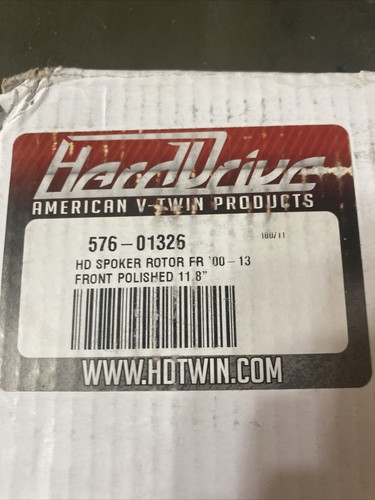 HardDrive
AMERICAN V-TWIN PRODUCTS
576-01326
180711
HD SPOKER ROTOR FR '00-13
FRONT POLISHED 11.8"
WWW.HDTWIN.COM